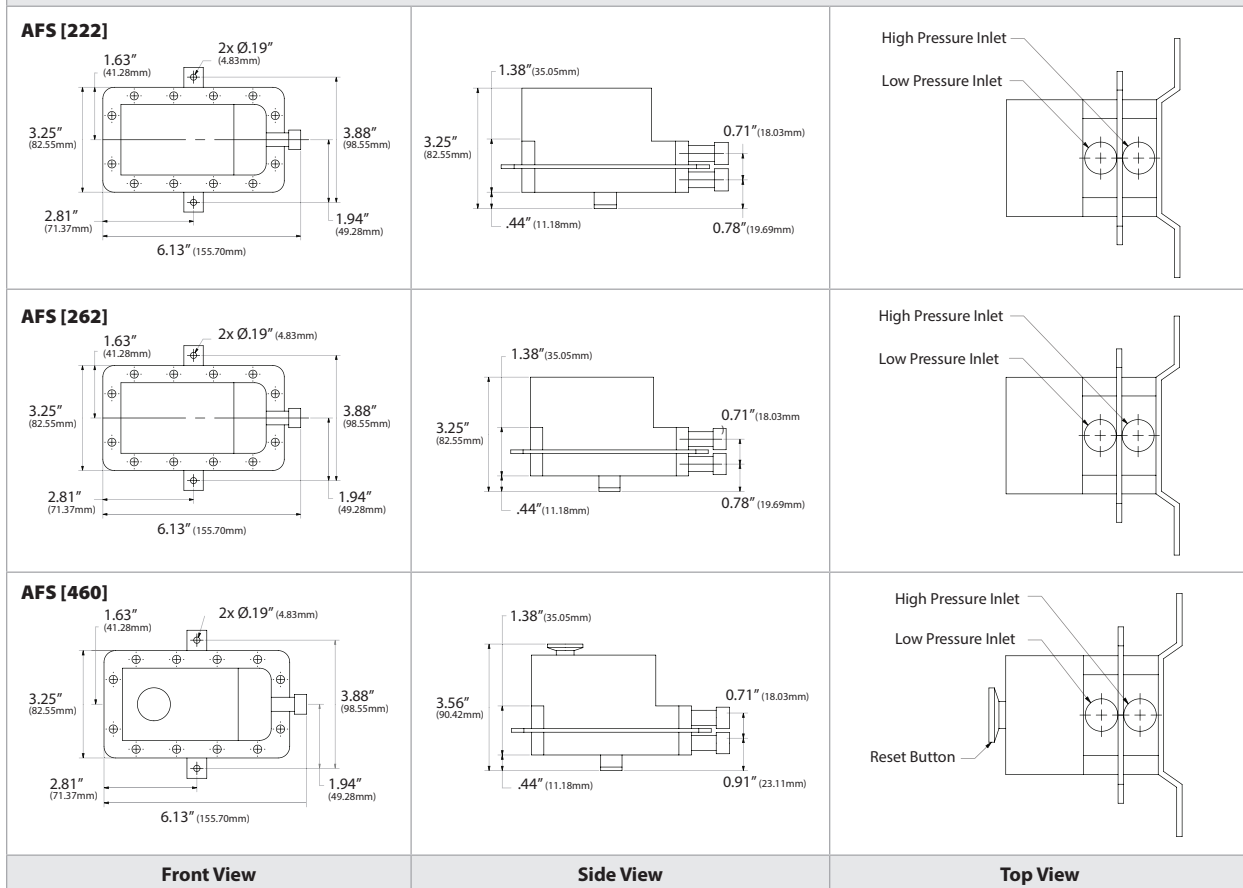 AFS [222]
1.63"
(41.28mm)
2x Ø.19"
(4.83mm)
3.25"
(82.55mm)
3.88"
(98.55mm)
2.81"
(71.37mm)
1.94"
(49.28mm)
6.13" (155.70mm)
1.38" (35.05mm)
3.25"
(82.55mm)
0.71" (18.03mm)
.44" (11.18mm)
0.78" (19.69mm)
High Pressure Inlet
Low Pressure Inlet
AFS [262]
1.63"
(41.28mm)
2x Ø.19" (4.83mm)
3.25"
(82.55mm)
3.88"
(98.55mm)
2.81"
(71.37mm)
1.94"
(49.28mm)
6.13" (155.70mm)
1.38" (35.05mm)
3.25"
(82.55mm)
0.71" (18.03mm
.44" (11.18mm)
0.78" (19.69mm)
High Pressure Inlet
Low Pressure Inlet
AFS [460]
1.63"
(41.28mm)
2x Ø.19" (4.83mm)
3.25"
(82.55mm)
3.88"
(98.55mm)
2.81"
(71.37mm)
1.94"
(49.28mm)
6.13" (155.70mm)
1.38" (35.05mm)
3.56"
(90.42mm)
0.71" (18.03mm)
.44" (11.18mm)
0.91" (23.11mm)
High Pressure Inlet
Low Pressure Inlet
Reset Button
Front View
Side View
Top View